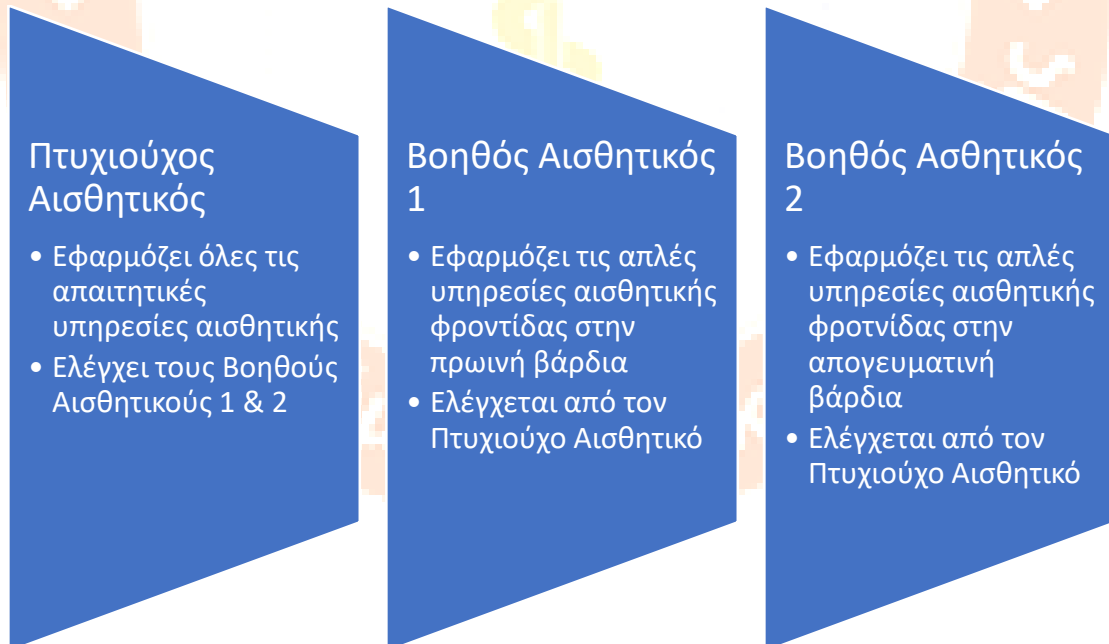 Πτυχιούχος
Αισθητικός
• Εφαρμόζει όλες τις
απαιτητικές
υπηρεσίες αισθητικής
• Ελέγχει τους Βοηθούς
Αισθητικούς 1 & 2
Βοηθός Αισθητικός
1
• Εφαρμόζει τις απλές
υπηρεσίες αισθητικής
φροντίδας στην
πρωινή βάρδια
• Ελέγχεται από τον
Πτυχιούχο Αισθητικό
Βοηθός Ασθητικός
2
• Εφαρμόζει τις απλές
υπηρεσίες αισθητικής
φροτνίδας στην
απογευματινή
βάρδια
• Ελέγχεται από τον
Πτυχιούχο Αισθητικό